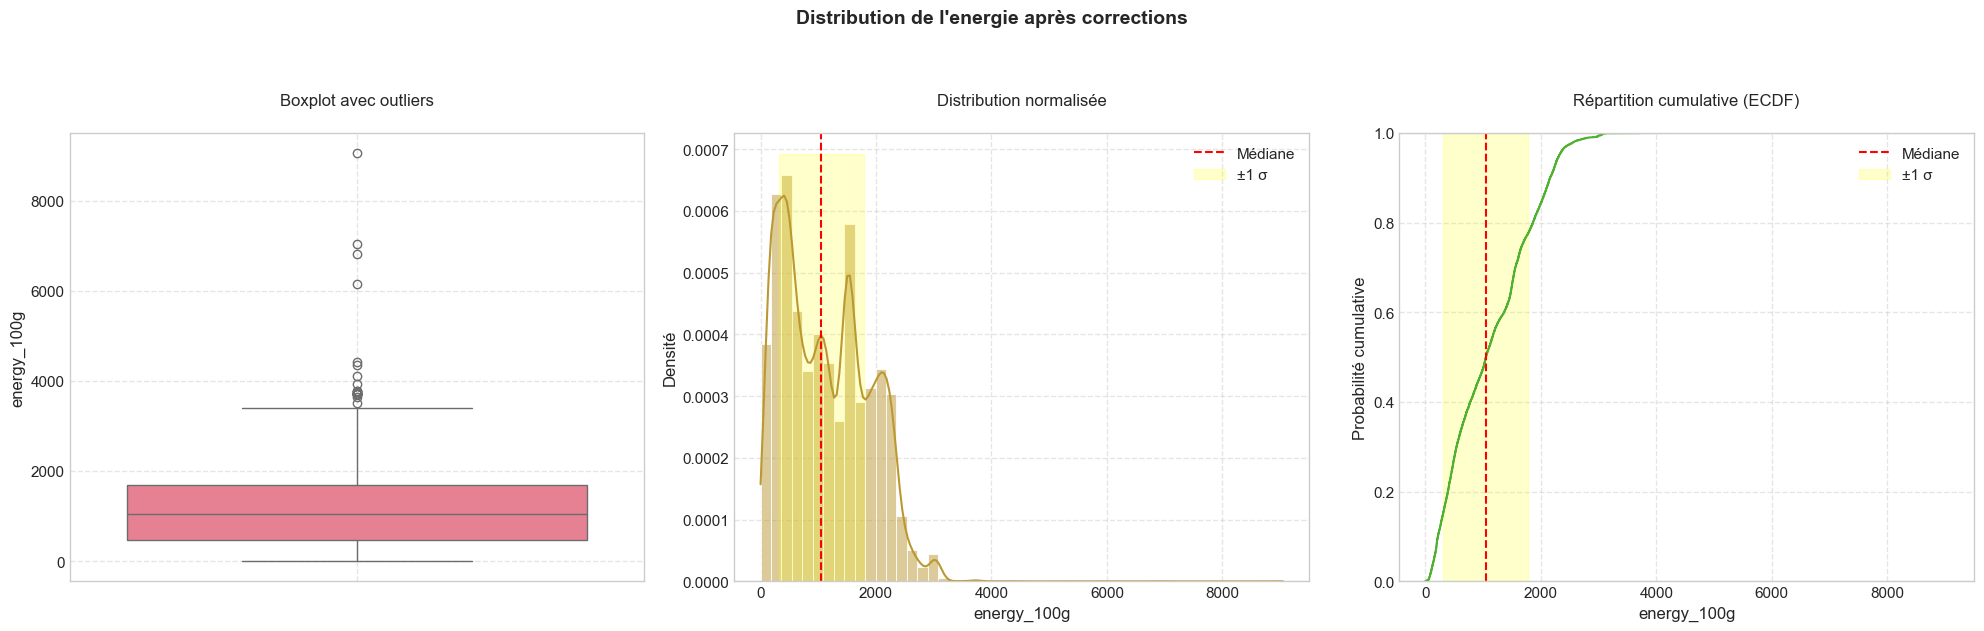 Distribution de l'energie après corrections
Boxplot avec outliers
energy_100g
8000
6000
4000
2000
0
Distribution normalisée
Densité
0.0007
0.0006
0.0005
0.0004
0.0003
0.0002
0.0001
0.0000
Médiane
±1 σ
0 2000 4000 6000 8000
energy_100g
Répartition cumulative (ECDF)
Probabilité cumulative
1.0
0.8
0.6
0.4
0.2
0.0
Médiane
±1 σ
0 2000 4000 6000 8000
energy_100g